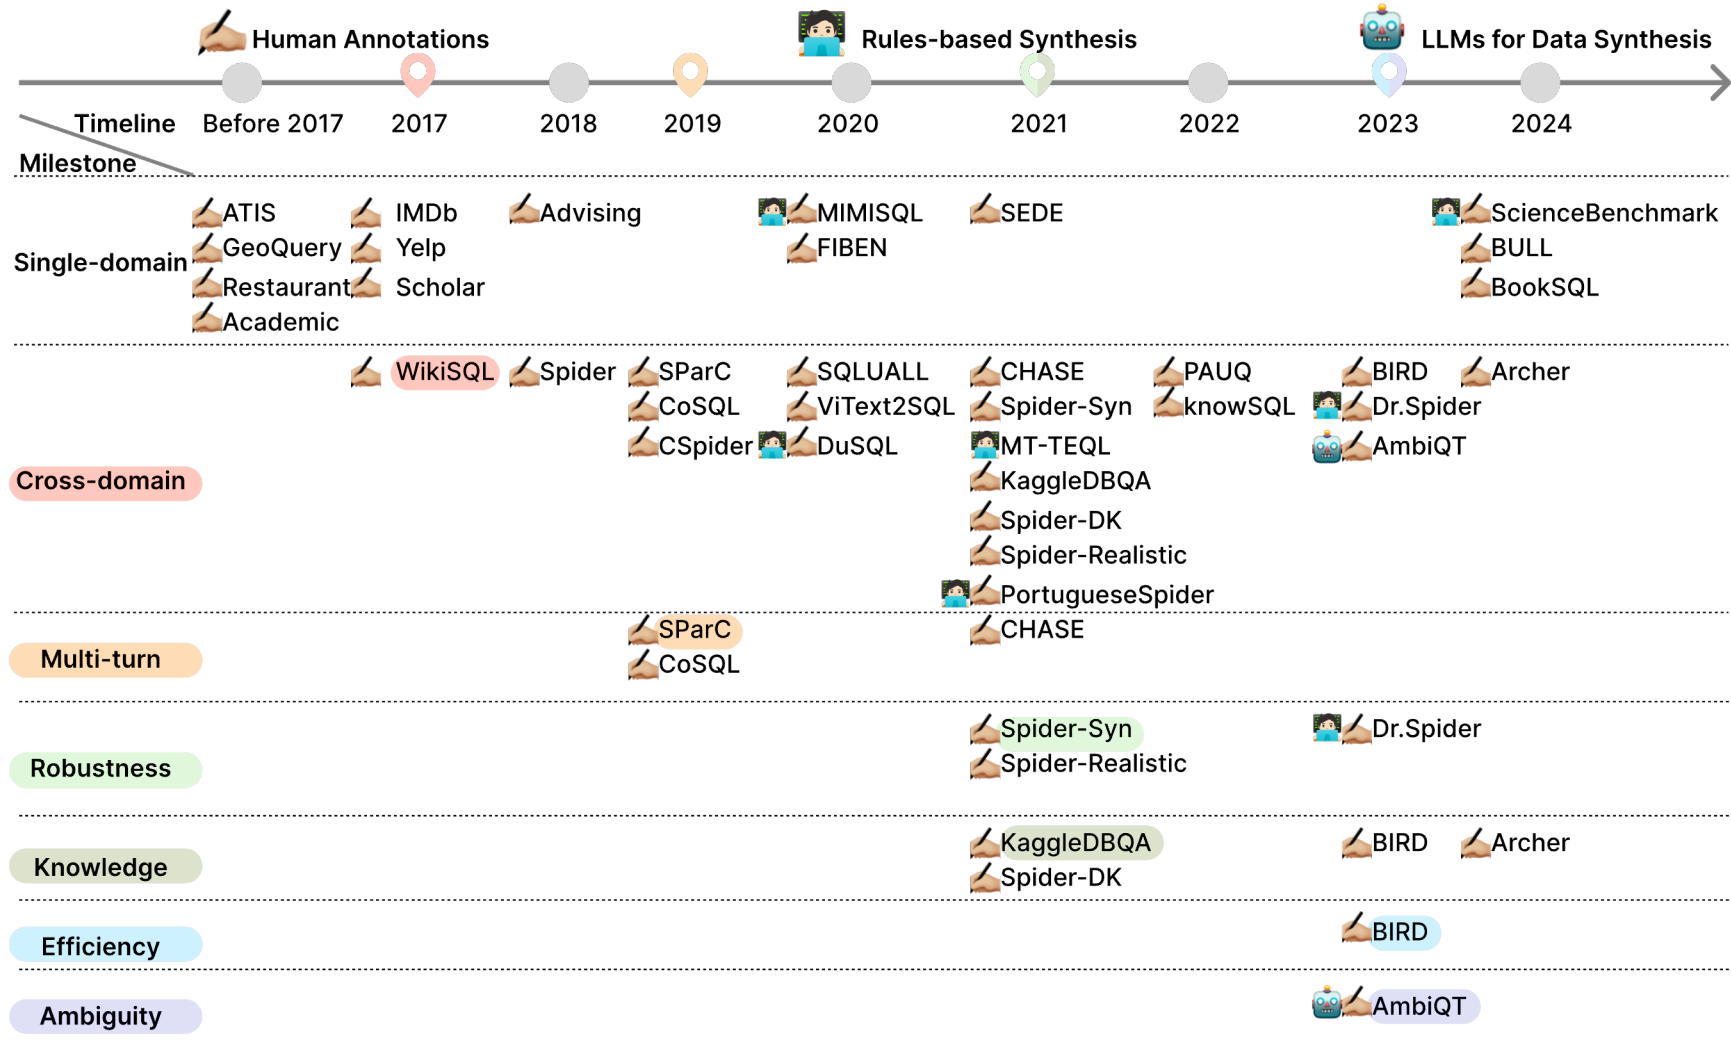 Human Annotations
Rules-based Synthesis
LLMs for Data Synthesis
Timeline
Before 2017
2017
2018
2019
2020
2021
2022
2023
2024
Milestone
Single-domain
ATIS
GeoQuery
Restaurant
Academic
IMDb
Yelp
Scholar
Advising
MIMISQL
FIBEN
SEDE
ScienceBenchmark
BULL
BookSQL
Cross-domain
WikiSQL
Spider
SParC
CoSQL
CSpider
SQLUALL
ViText2SQL
DuSQL
CHASE
Spider-Syn
MT-TEQL
KaggleDBQA
Spider-DK
Spider-Realistic
PortugueseSpider
PAUQ
knowSQL
BIRD
Dr.Spider
AmbiQT
Archer
Multi-turn
SParC
CoSQL
CHASE
Robustness
Spider-Syn
Spider-Realistic
Dr.Spider
Knowledge
KaggleDBQA
Spider-DK
BIRD
Archer
Efficiency
BIRD
Ambiguity
AmbiQT